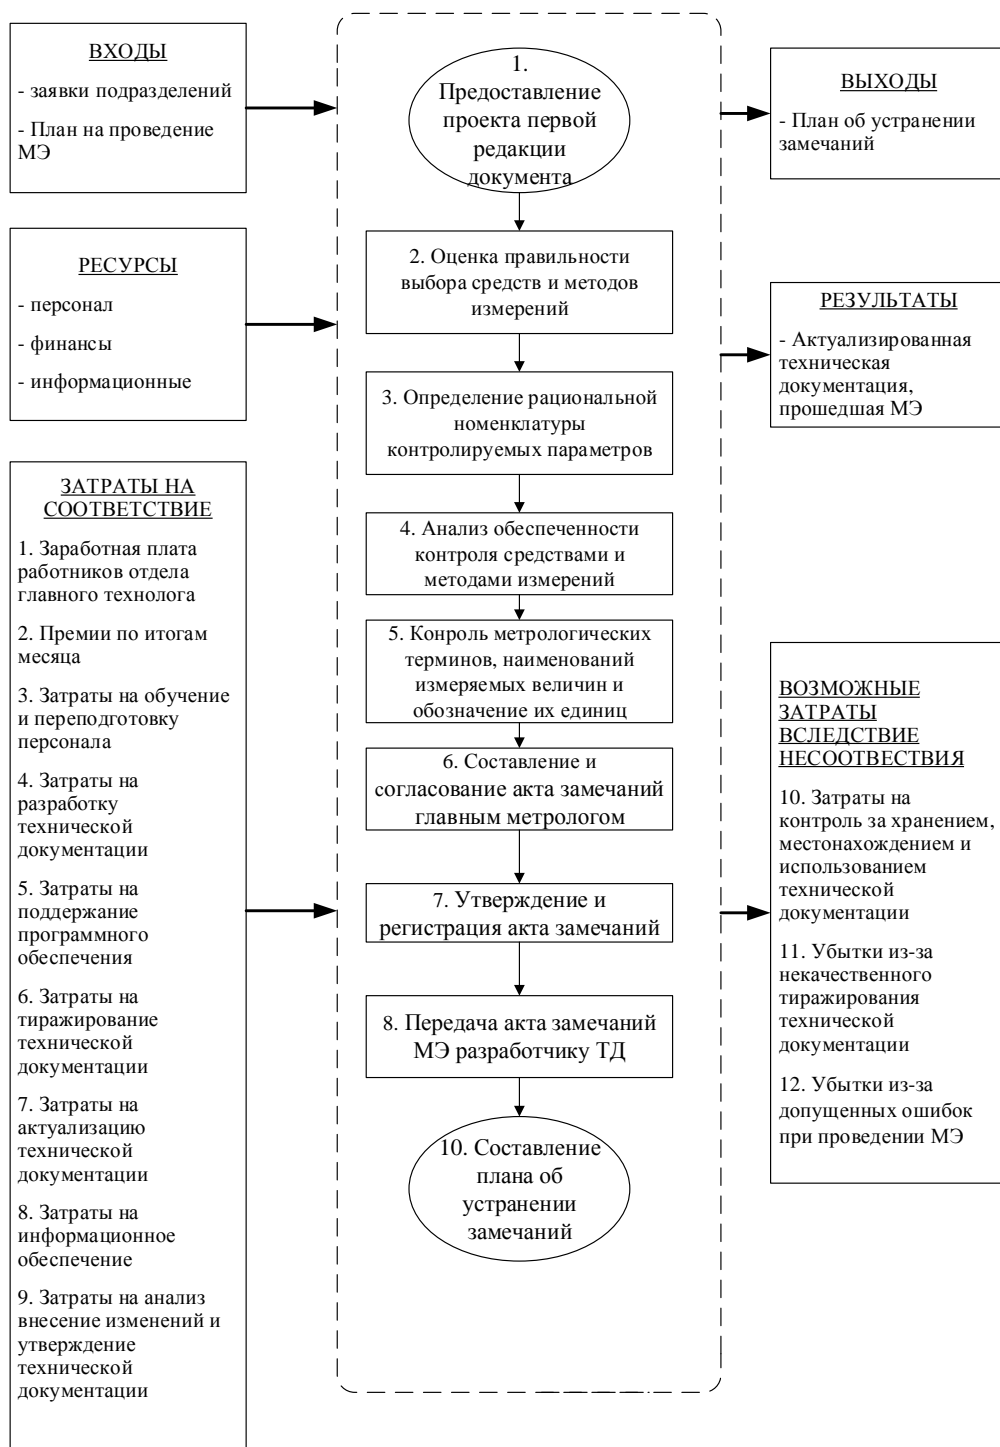 ВХОДЫ
- заявки подразделений
- План на проведение
МЭ
РЕСУРСЫ
- персонал
- финансы
- информационные
ЗАТРАТЫ НА
СООТВЕТСТВИЕ
1. Заработная плата
работников отдела
главного технолога
2. Премии по итогам
месяца
3. Затраты на обучение
и переподготовку
персонала
4. Затраты на
разработку
технической
документации
5. Затраты на
поддержание
программного
обеспечения
6. Затраты на
тиражирование
технической
документации
7. Затраты на
актуализацию
технической
документации
8. Затраты на
информационное
обеспечение
9. Затраты на анализ
внесение изменений и
утверждение
технической
документации
1.
Предоставление
проекта первой
редакции
документа
2. Оценка правильности
выбора средств и методов
измерений
3. Определение рациональной
номенклатуры
контролируемых параметров
4. Анализ обеспеченности
контроля средствами и
методами измерений
5. Конроль метрологических
терминов, наименований
измеряемых величин и
обозначение их единиц
6. Составление и
согласование акта замечаний
главным метрологом
7. Утверждение и
регистрация акта замечаний
8. Передача акта замечаний
МЭ разработчику ТД
10. Составление
плана об
устранении
замечаний
ВЫХОДЫ
- План об устранении
замечаний
РЕЗУЛЬТАТЫ
- Актуализированная
техническая
документация,
прошедшая МЭ
ВОЗМОЖНЫЕ
ЗАТРАТЫ
ВСЛЕДСТВИЕ
НЕСООТВЕСТВИЯ
10. Затраты на
контроль за хранением,
местонахождением и
использованием
технической
документации
11. Убытки из-за
некачественного
тиражирования
технической
документации
12. Убытки из-за
допущенных ошибок
при проведении МЭ